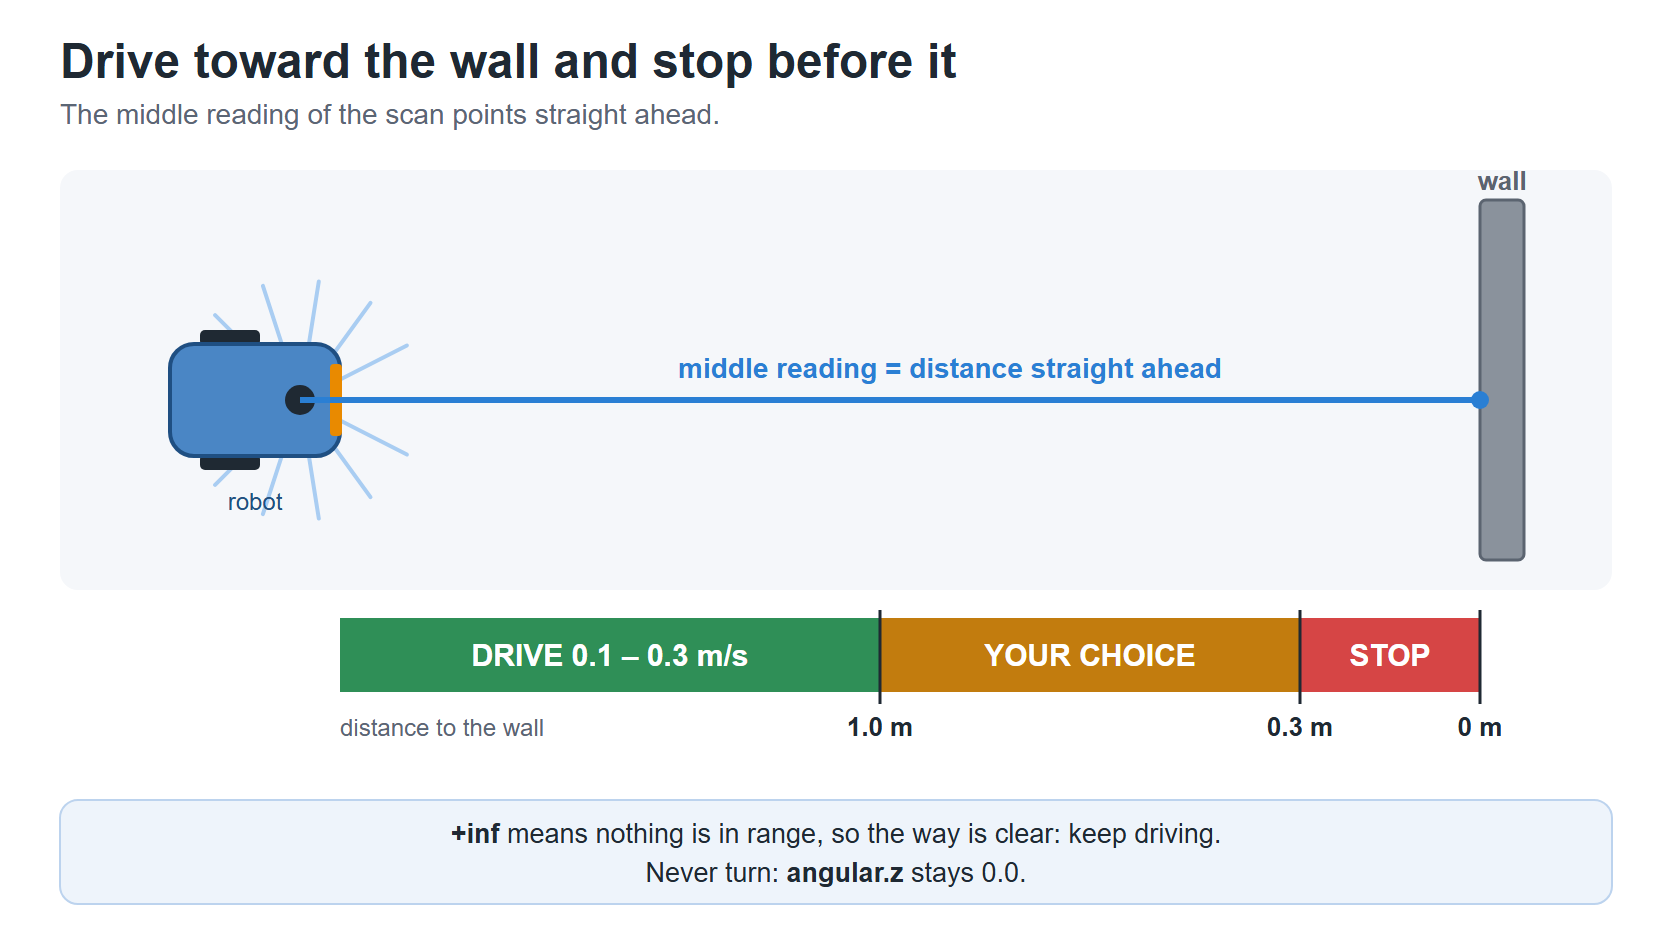 Drive toward the wall and stop before it
The middle reading of the scan points straight ahead.
wall
middle reading = distance straight ahead
robot
DRIVE 0.1 – 0.3 m/s
YOUR CHOICE
STOP
distance to the wall
1.0 m
0.3 m
0 m
+inf means nothing is in range, so the way is clear: keep driving.
Never turn: angular.z stays 0.0.